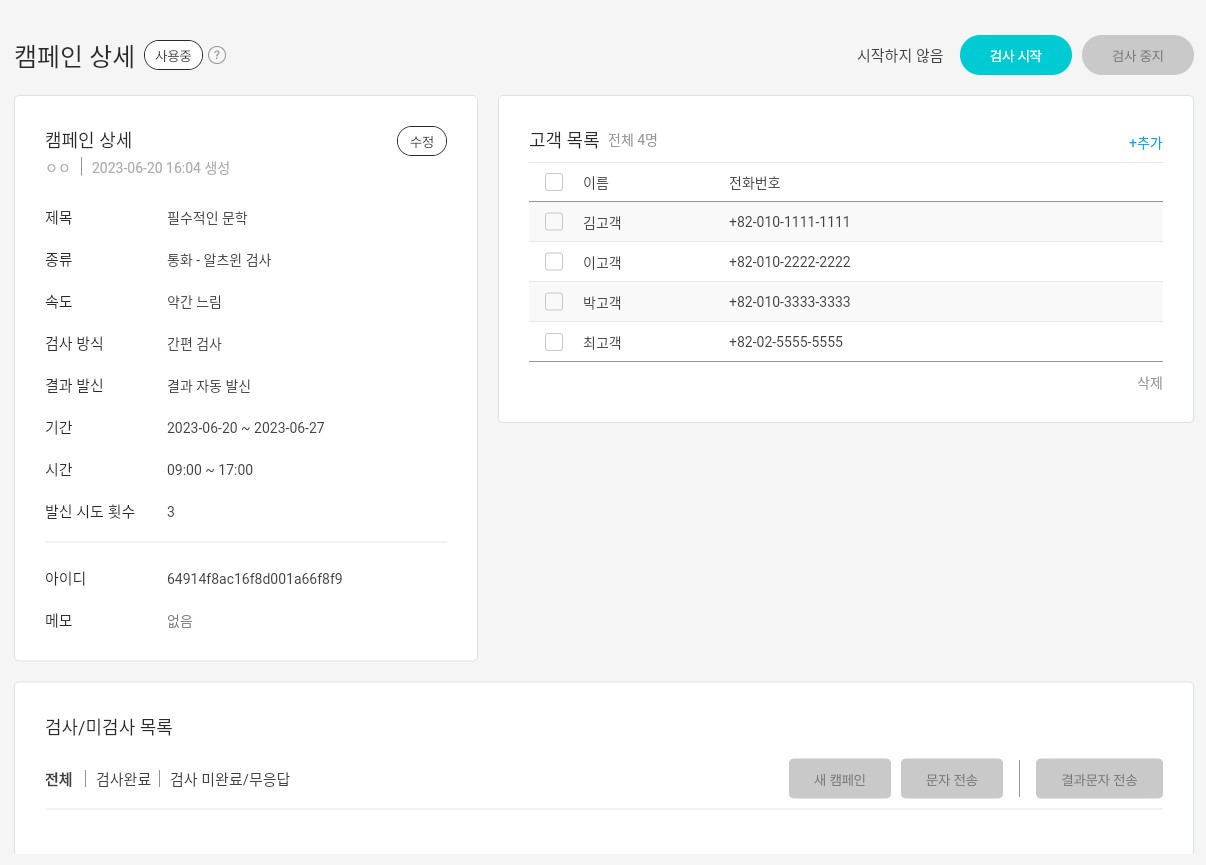 캠페인 상세 사용중 ?
시작하지 않음 검사 시작 검사 중지
캠페인 상세 수정
ㅇㅇ 2023-06-20 16:04 생성
제목 필수적인 문학
종류 통화 - 알츠윈 검사
속도 약간 느림
검사 방식 간편 검사
결과 발신 결과 자동 발신
기간 2023-06-20 ~ 2023-06-27
시간 09:00 ~ 17:00
발신 시도 횟수 3
아이디 64914f8ac16f8d001a66f8f9
메모 없음
고객 목록 전체 4명 +추가
이름 전화번호
김고객 +82-010-1111-1111
이고객 +82-010-2222-2222
박고객 +82-010-3333-3333
최고객 +82-02-5555-5555
삭제
검사/미검사 목록
전체 검사완료 검사 미완료/무응답 새 캠페인 문자 전송 결과문자 전송